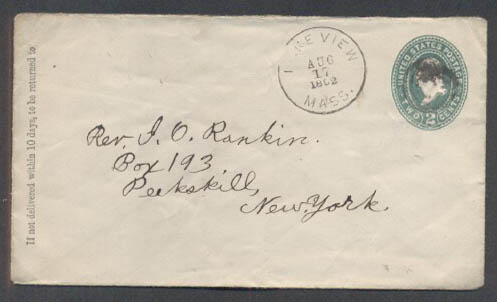 If not delivered within 10 days, to be returned to
VIEW
AUG
17
MASS.
UNITED STATES POSTAGE
TWO 2 CENTS
Rev. I. O. Rankin.
Box 193
Peekskill,
New York.